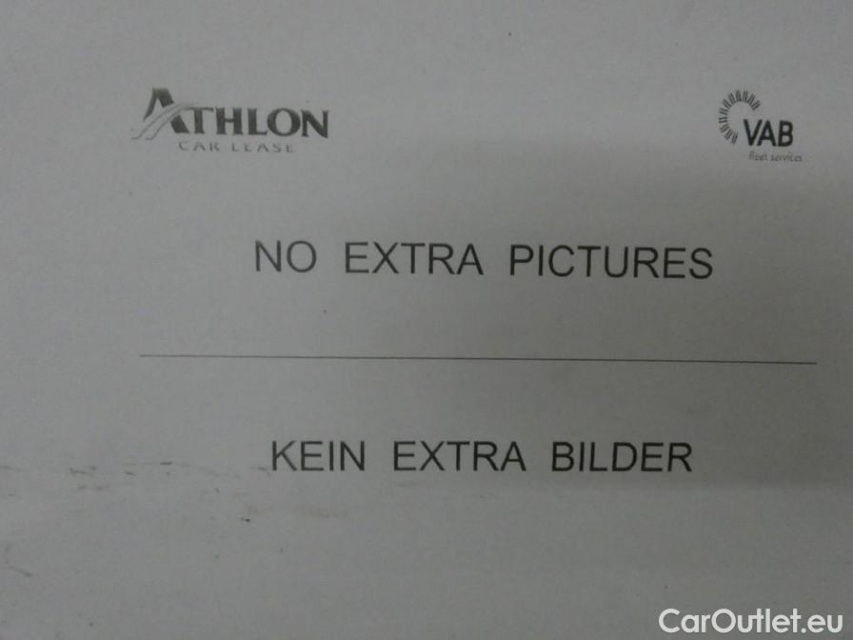 ATHLON
CAR LEASE
VAB
fleet services
NO EXTRA PICTURES
KEIN EXTRA BILDER
CarOutlet.eu